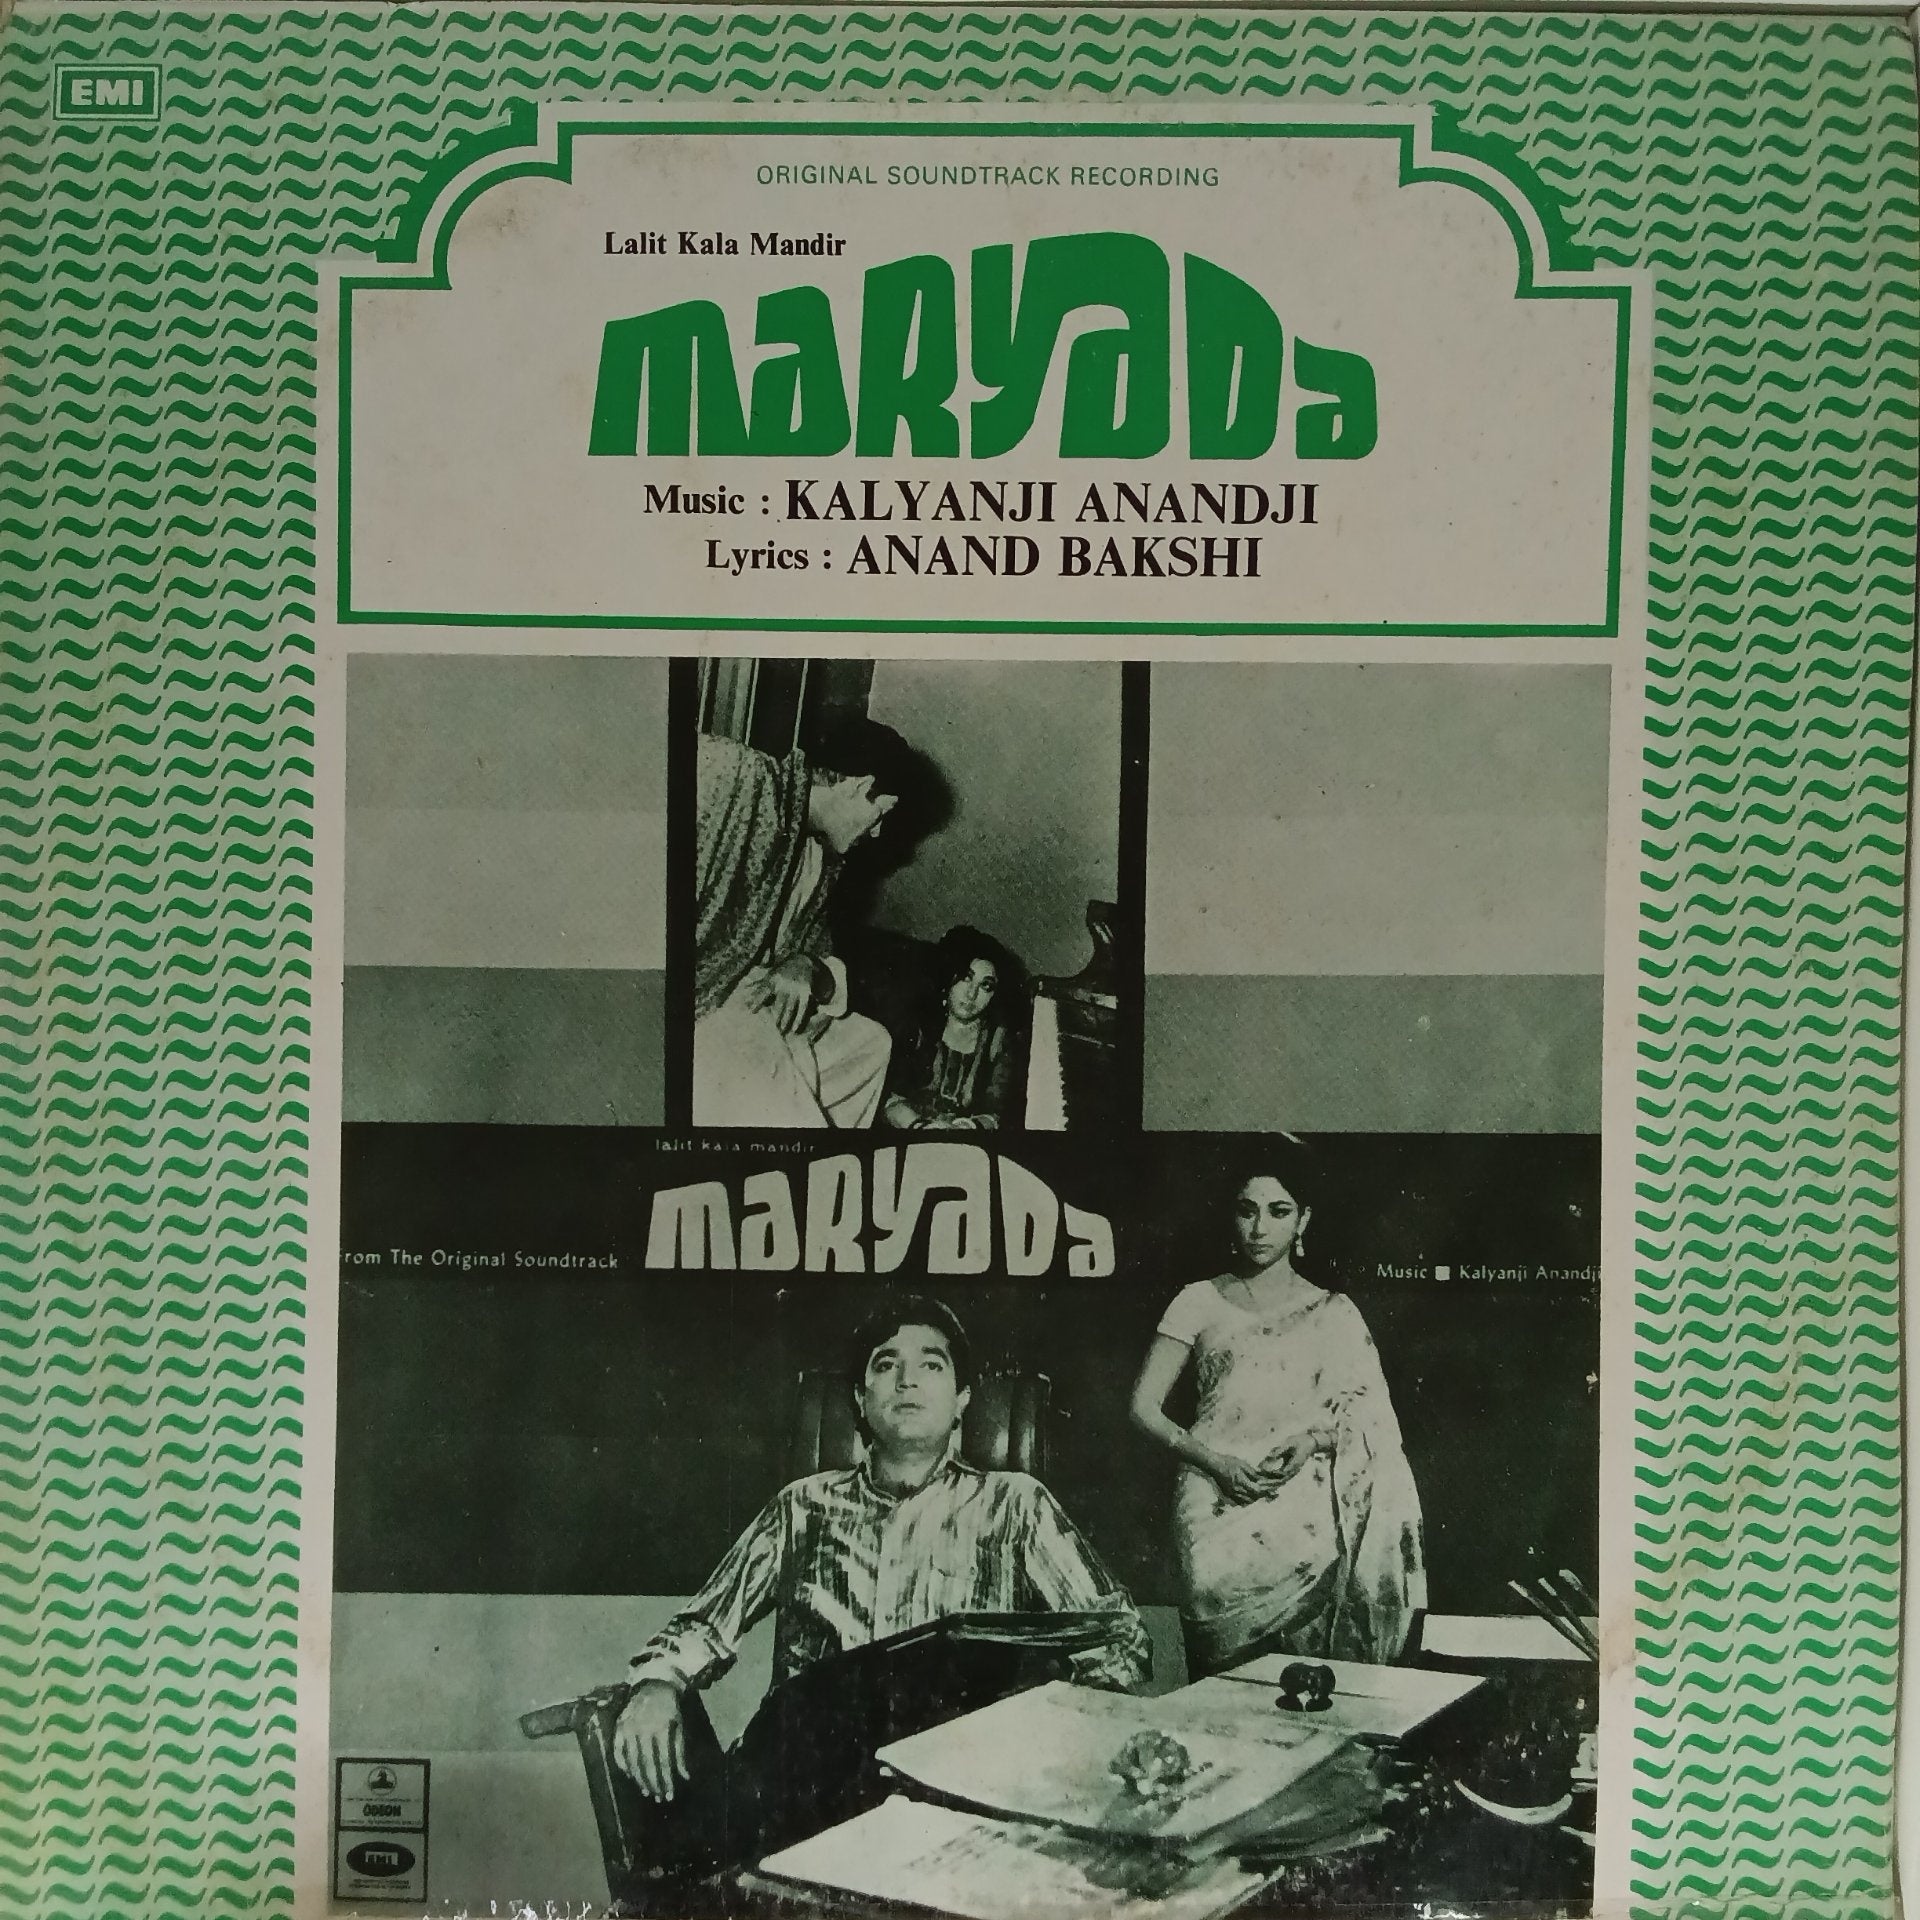 EMI
ORIGINAL SOUNDTRACK RECORDING
Lalit Kala Mandir
MARYADA
Music : KALYANJI ANANDJI
Lyrics : ANAND BAKSHI
lalit kala mandir
MARYADA
rom The Original Soundtrack
Music ■ Kalyanji Anandji
ODEON
EMI